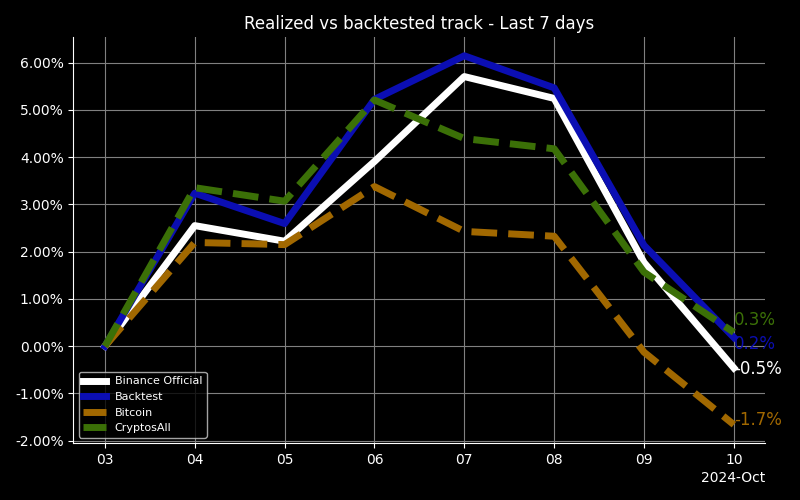 Realized vs backtested track - Last 7 days
6.00%
5.00%
4.00%
3.00%
2.00%
1.00%
0.00%
-1.00%
-2.00%
0.3%
0.2%
-0.5%
-1.7%
Binance Official
Backtest
Bitcoin
CryptosAll
03 04 05 06 07 08 09 10
2024-Oct